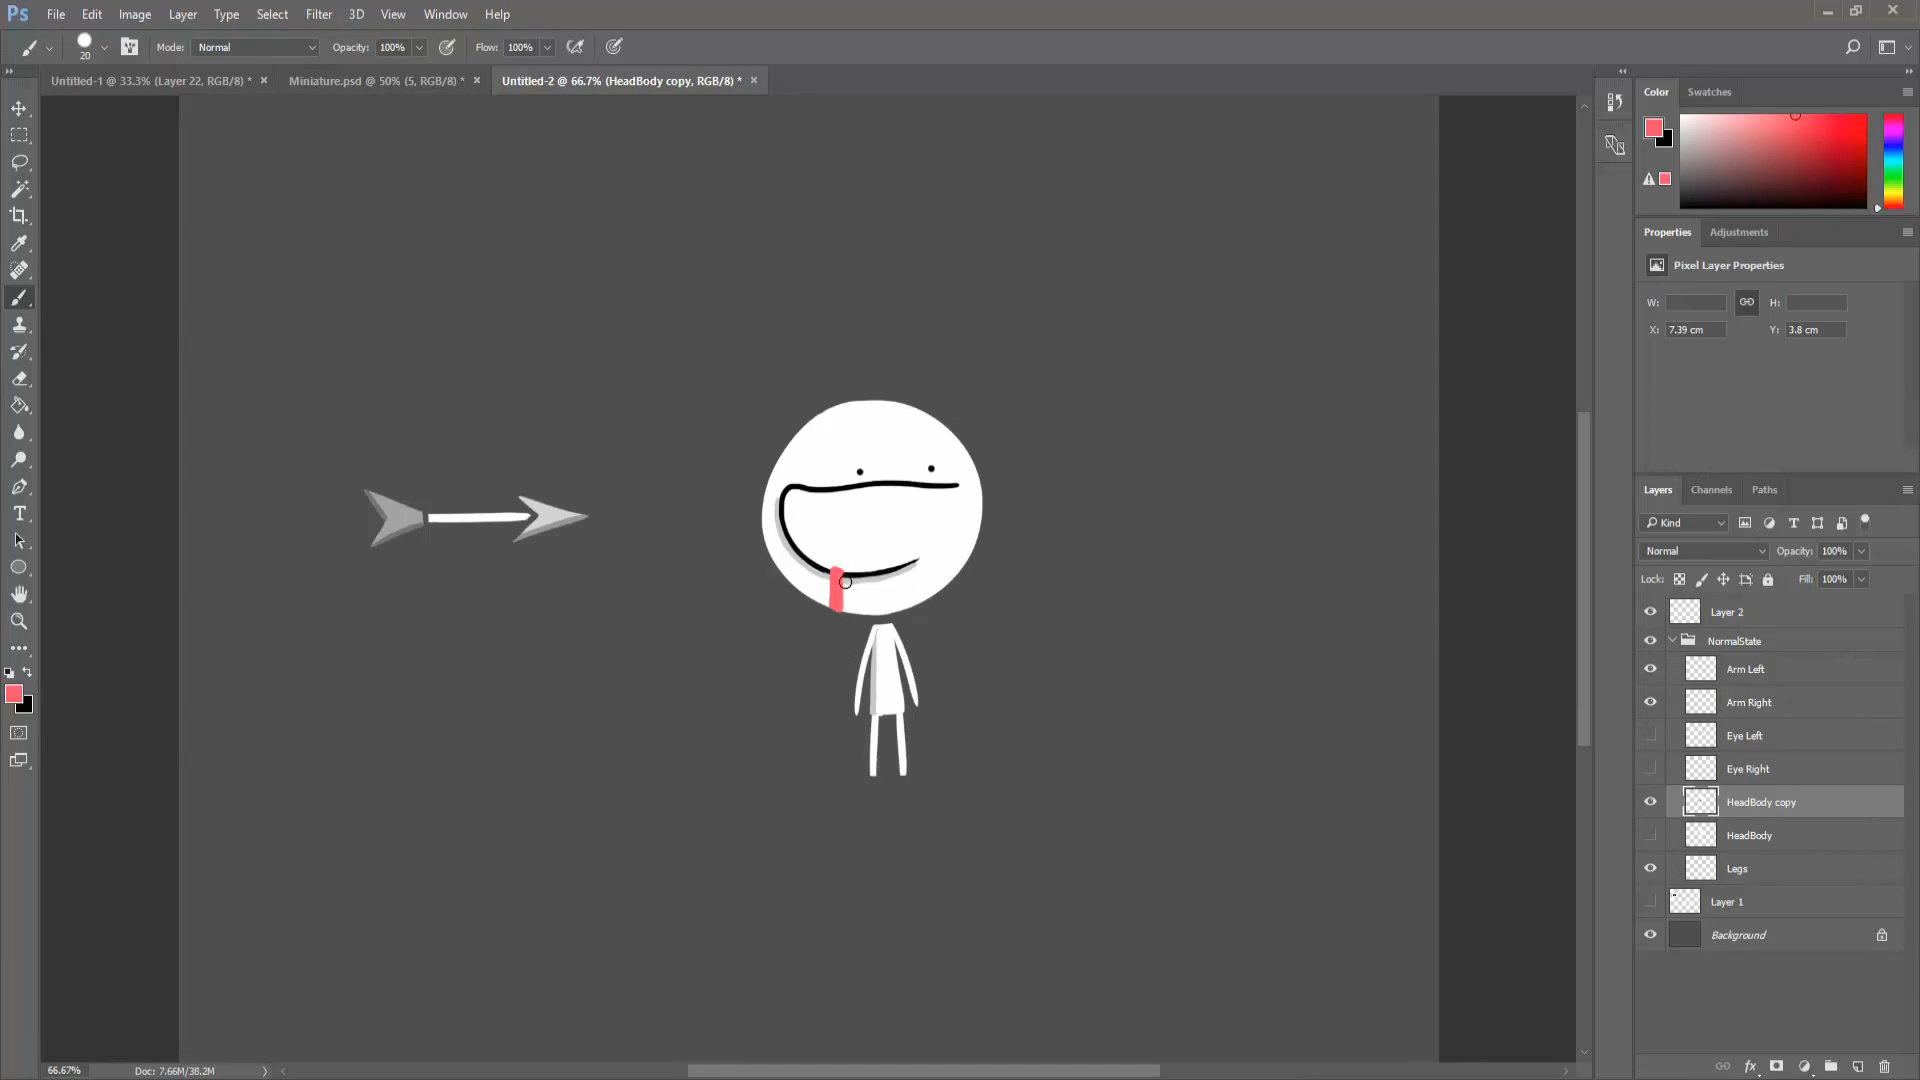 Ps File Edit Image Layer Type Select Filter 3D View Window Help
20 Mode: Normal Opacity: 100% Flow: 100%
Untitled-1 @ 33.3% (Layer 22, RGB/8) * × Miniature.psd @ 50% (5, RGB/8) * × Untitled-2 @ 66.7% (HeadBody copy, RGB/8) * ×
Color Swatches
Properties Adjustments
Pixel Layer Properties
W: H:
X: 7.39 cm Y: 3.8 cm
Layers Channels Paths
Kind
Normal Opacity: 100%
Lock: Fill: 100%
Layer 2
NormalState
Arm Left
Arm Right
Eye Left
Eye Right
HeadBody copy
HeadBody
Legs
Layer 1
Background
fx
66.67% Doc: 7.66M/38.2M